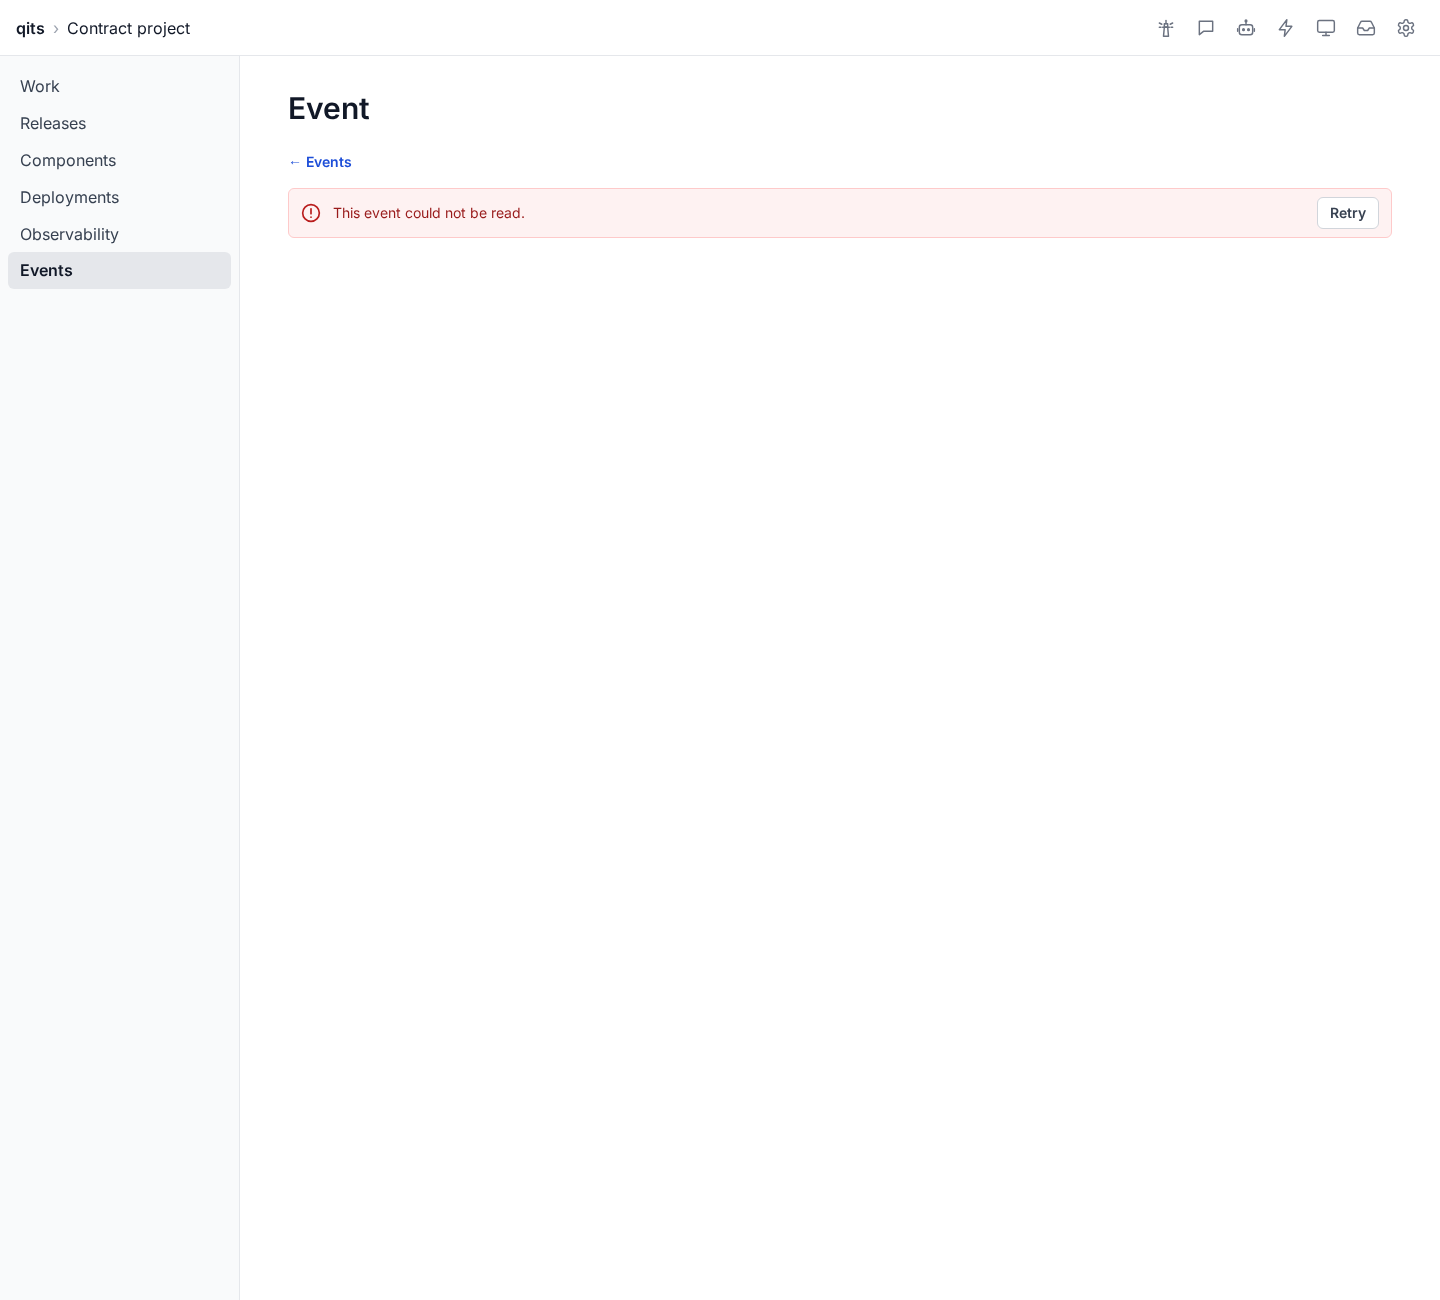 qits › Contract project
Work
Releases
Components
Deployments
Observability
Events
Event
← Events
This event could not be read.
Retry